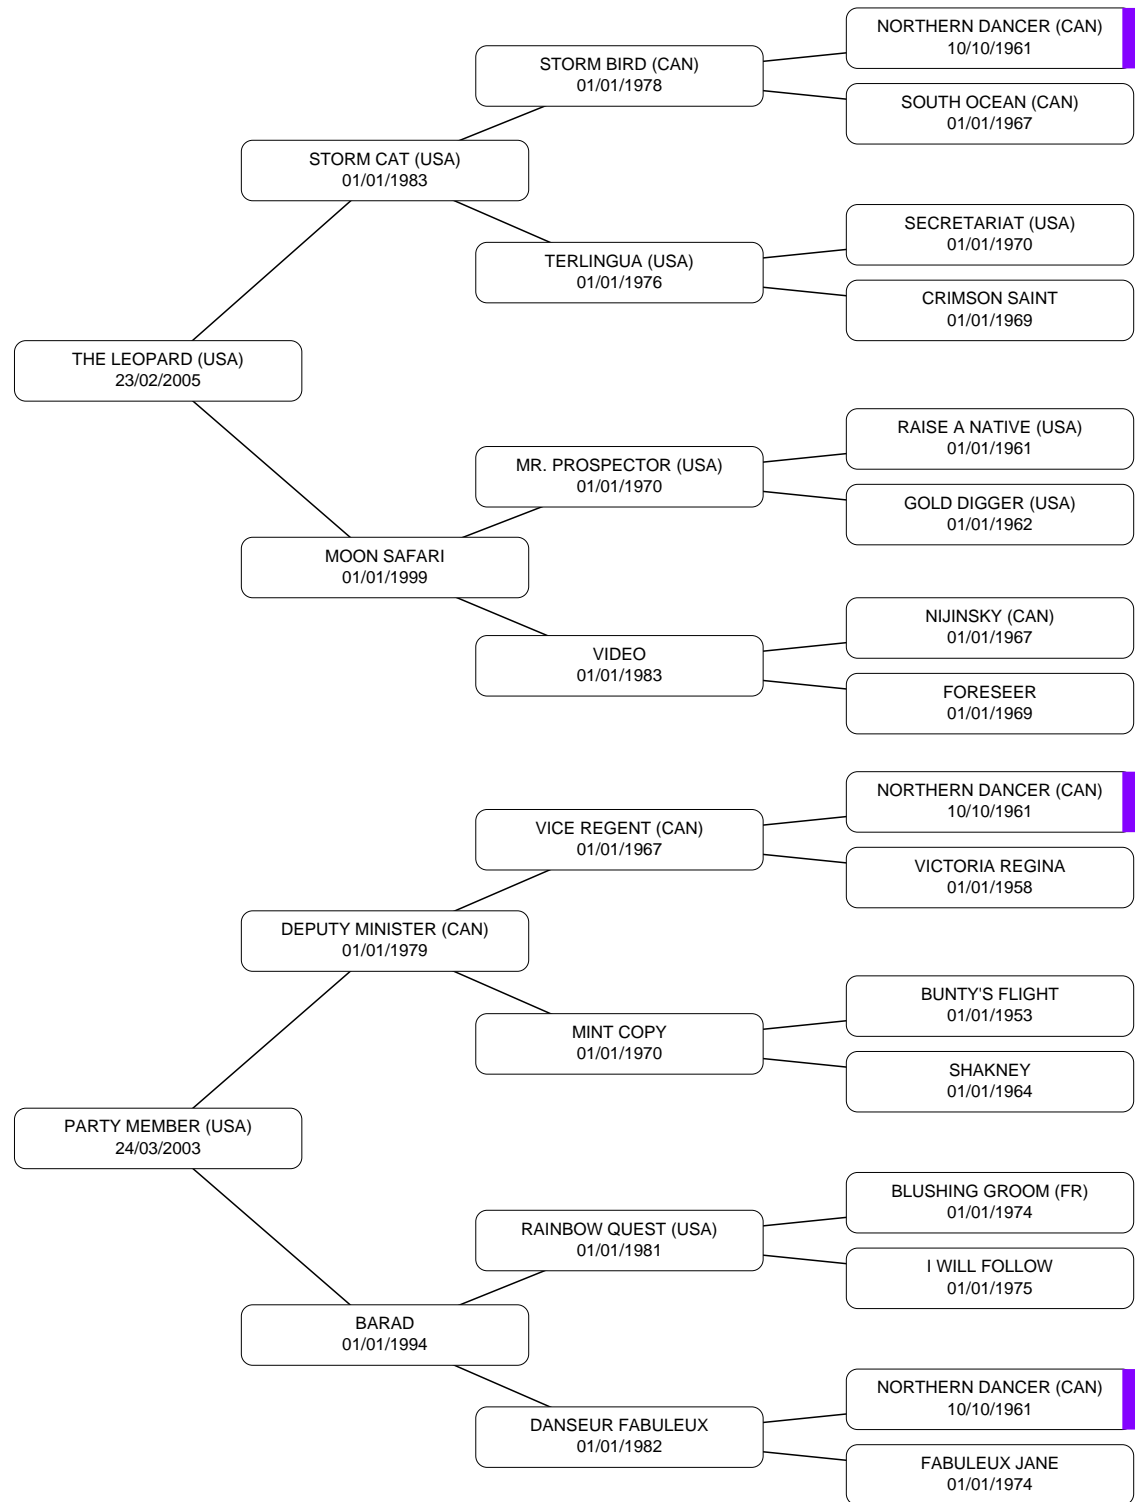 NORTHERN DANCER (CAN)
10/10/1961
STORM BIRD (CAN)
01/01/1978
SOUTH OCEAN (CAN)
01/01/1967
STORM CAT (USA)
01/01/1983
SECRETARIAT (USA)
01/01/1970
TERLINGUA (USA)
01/01/1976
CRIMSON SAINT
01/01/1969
THE LEOPARD (USA)
23/02/2005
RAISE A NATIVE (USA)
01/01/1961
MR. PROSPECTOR (USA)
01/01/1970
GOLD DIGGER (USA)
01/01/1962
MOON SAFARI
01/01/1999
NIJINSKY (CAN)
01/01/1967
VIDEO
01/01/1983
FORESEER
01/01/1969
NORTHERN DANCER (CAN)
10/10/1961
VICE REGENT (CAN)
01/01/1967
VICTORIA REGINA
01/01/1958
DEPUTY MINISTER (CAN)
01/01/1979
BUNTY'S FLIGHT
01/01/1953
MINT COPY
01/01/1970
SHAKNEY
01/01/1964
PARTY MEMBER (USA)
24/03/2003
BLUSHING GROOM (FR)
01/01/1974
RAINBOW QUEST (USA)
01/01/1981
I WILL FOLLOW
01/01/1975
BARAD
01/01/1994
NORTHERN DANCER (CAN)
10/10/1961
DANSEUR FABULEUX
01/01/1982
FABULEUX JANE
01/01/1974